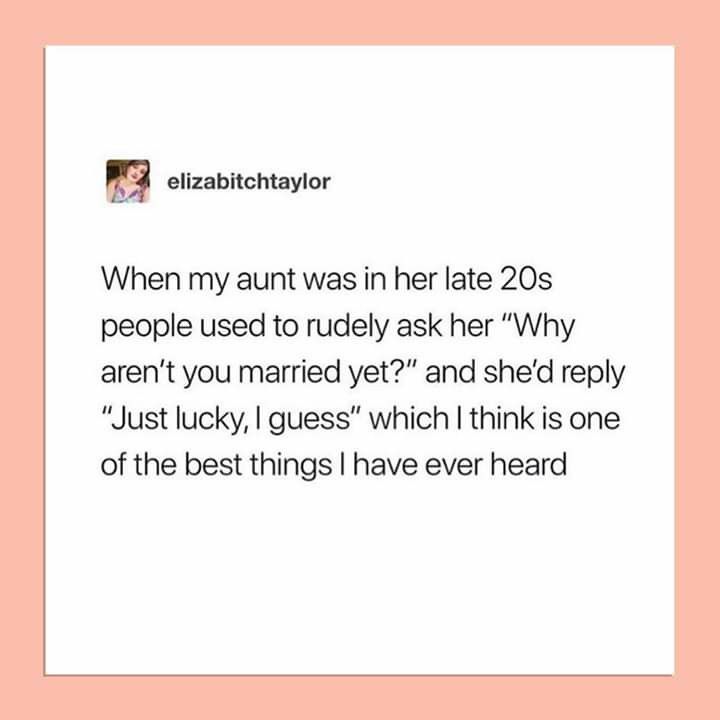 elizabitchtaylor
When my aunt was in her late 20s
people used to rudely ask her "Why
aren't you married yet?" and she'd reply
"Just lucky, I guess" which I think is one
of the best things I have ever heard